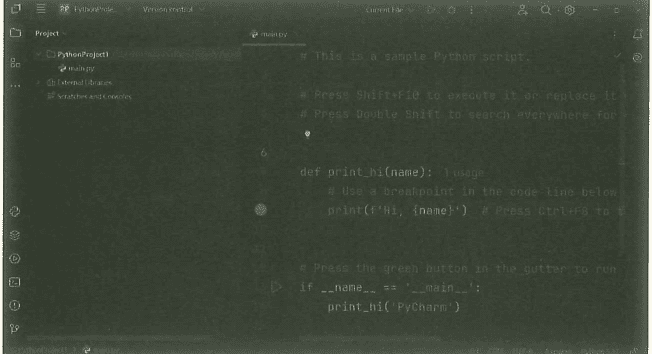 PP PythonProje... Version control
Current File
Project
PythonProject1
main.py
External Libraries
Scratches and Consoles
main.py
# This is a sample Python script.
# Press Shift+F10 to execute it or replace it
# Press Double Shift to search everywhere for
6
def print_hi(name): 1 usage
# Use a breakpoint in the code line below
print(f'Hi, {name}') # Press Ctrl+F8 to
# Press the green button in the gutter to run
if __name__ == '__main__':
print_hi('PyCharm')